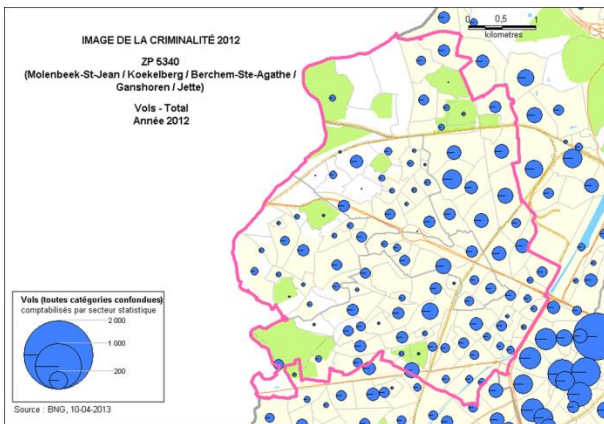 IMAGE DE LA CRIMINALITÉ 2012
ZP 5340
(Molenbeek-St-Jean / Koekelberg / Berchem-Ste-Agathe /
Ganshoren / Jette)
Vols - Total
Année 2012
0 0,5 1
kilometres
Vols (toutes catégories confondues)
comptabilisés par secteur statistique
2 000
1 000
200
Source : BNG, 10-04-2013